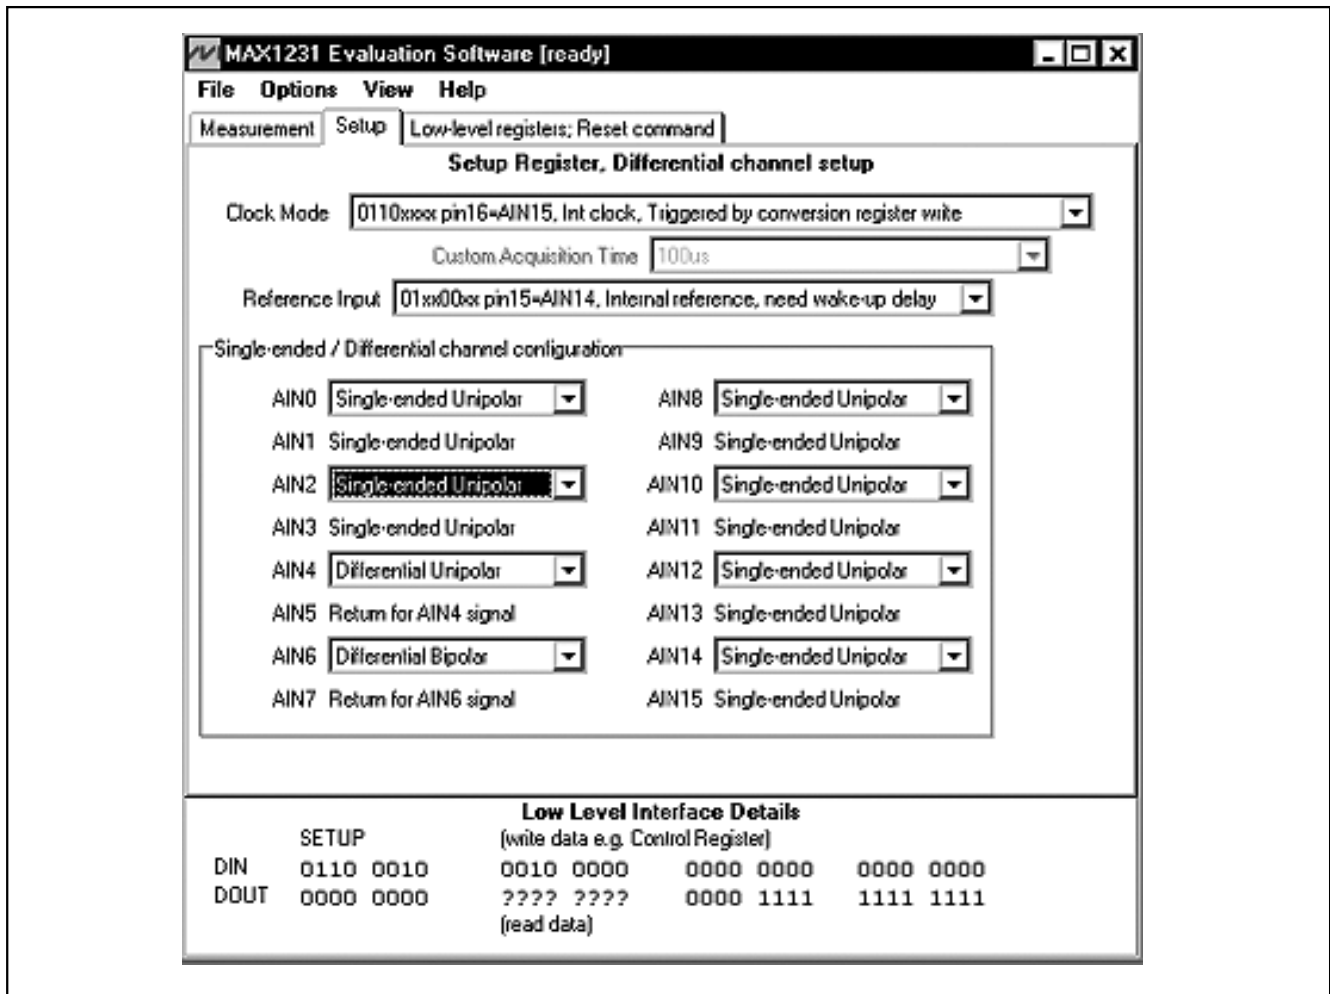 MAX1231 Evaluation Software [ready]
File Options View Help
Measurement Setup Low-level registers; Reset command
Setup Register, Differential channel setup
Clock Mode 0110xxxx pin16=AIN15, Int clock, Triggered by conversion register write
Custom Acquisition Time 100us
Reference Input 01xx00xx pin15=AIN14, Internal reference, need wake-up delay
Single-ended / Differential channel configuration
AIN0 Single-ended Unipolar AIN8 Single-ended Unipolar
AIN1 Single-ended Unipolar AIN9 Single-ended Unipolar
AIN2 Single-ended Unipolar AIN10 Single-ended Unipolar
AIN3 Single-ended Unipolar AIN11 Single-ended Unipolar
AIN4 Differential Unipolar AIN12 Single-ended Unipolar
AIN5 Return for AIN4 signal AIN13 Single-ended Unipolar
AIN6 Differential Bipolar AIN14 Single-ended Unipolar
AIN7 Return for AIN6 signal AIN15 Single-ended Unipolar
Low Level Interface Details
SETUP (write data e.g. Control Register)
DIN 0110 0010 0010 0000 0000 0000 0000 0000
DOUT 0000 0000 ???? ???? 0000 1111 1111 1111
(read data)